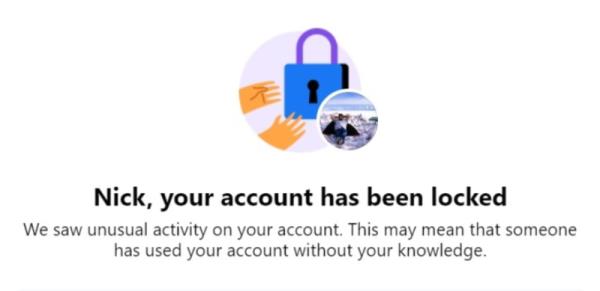 Nick, your account has been locked
We saw unusual activity on your account. This may mean that someone
has used your account without your knowledge.